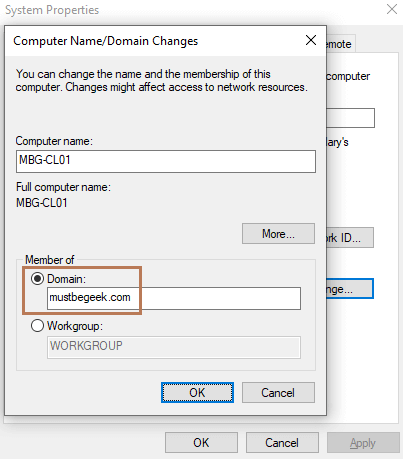 System Properties
Computer Name/Domain Changes
emote
You can change the name and the membership of this
computer. Changes might affect access to network resources.
computer
Computer name:
MBG-CL01
lary's
Full computer name:
MBG-CL01
More...
rk ID...
Member of
Domain:
mustbegeek.com
nge...
Workgroup:
WORKGROUP
OK
Cancel
OK
Cancel
Apply